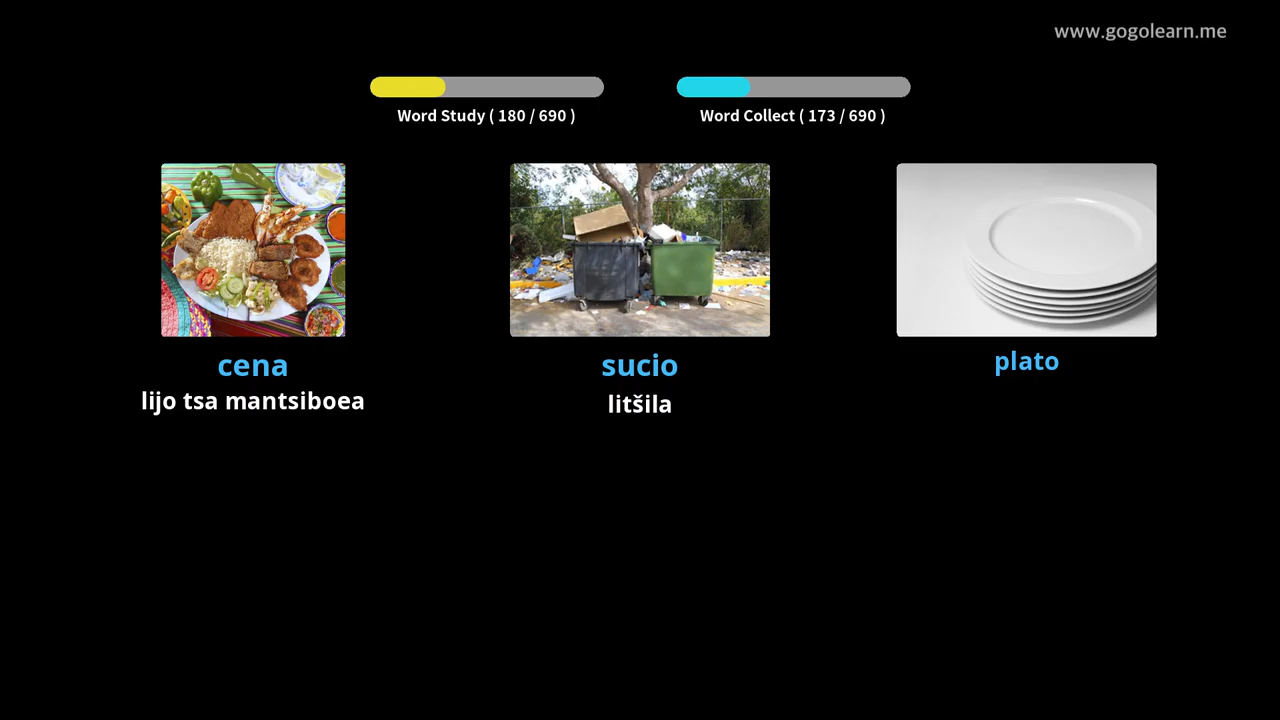 www.gogolearn.me
Word Study ( 180 / 690 )
Word Collect ( 173 / 690 )
cena
lijo tsa mantsiboea
sucio
litšila
plato